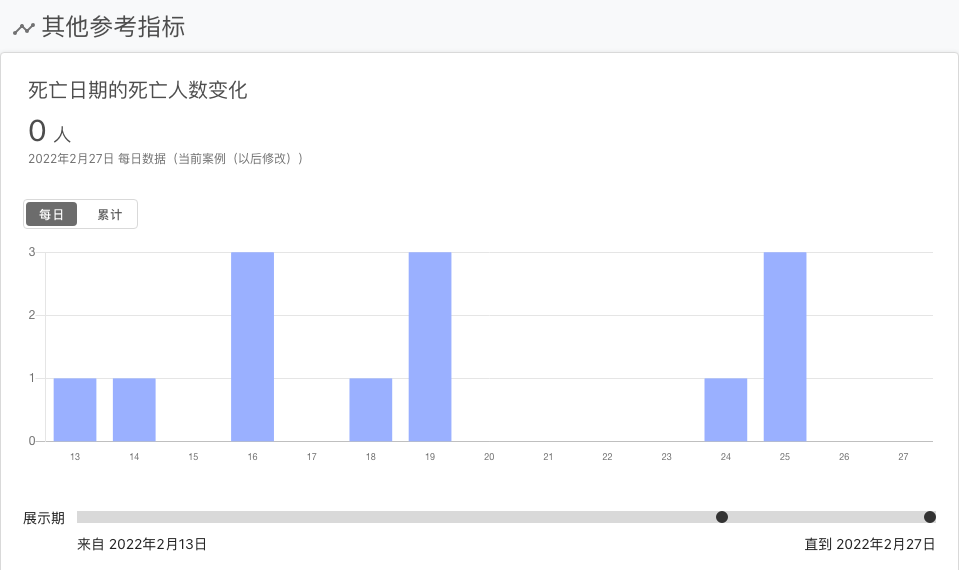 其他参考指标
死亡日期的死亡人数变化
0 人
2022年2月27日 每日数据（当前案例（以后修改））
每日 累计
3
2
1
0
13 14 15 16 17 18 19 20 21 22 23 24 25 26 27
展示期
来自 2022年2月13日 直到 2022年2月27日